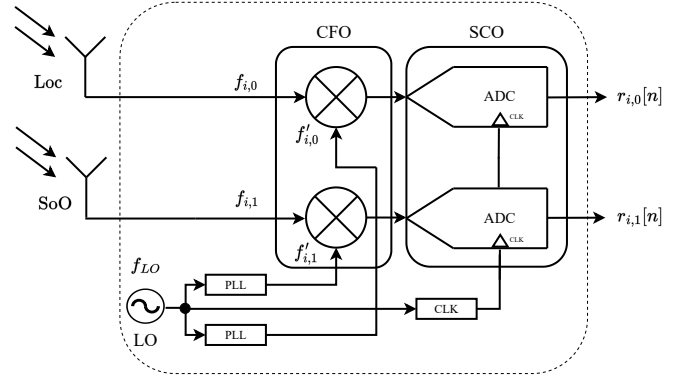 CFO
SCO
Loc
f_{i,0}
ADC
CLK
r_{i,0}[n]
f'_{i,0}
SoO
f_{i,1}
ADC
CLK
r_{i,1}[n]
f'_{i,1}
f_{LO}
PLL
CLK
LO
PLL